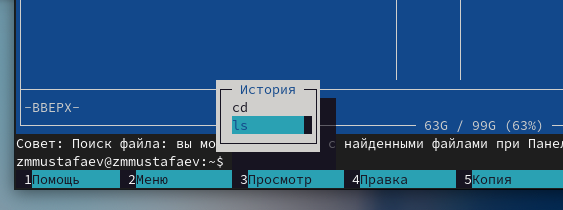 История
cd
ls
-ВВЕРХ-
63G / 99G (63%)
Совет: Поиск файла: вы мо с найденными файлами при Панел
zmmustafaev@zmmustafaev:~$
1Помощь 2Меню 3Просмотр 4Правка 5Копия